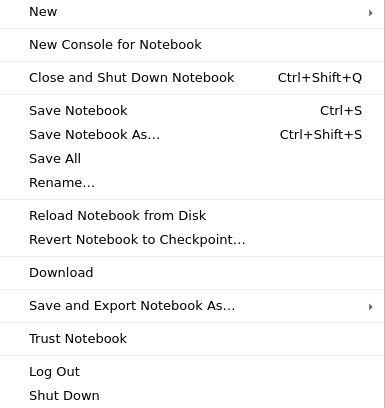 New
New Console for Notebook
Close and Shut Down Notebook Ctrl+Shift+Q
Save Notebook Ctrl+S
Save Notebook As… Ctrl+Shift+S
Save All
Rename…
Reload Notebook from Disk
Revert Notebook to Checkpoint…
Download
Save and Export Notebook As…
Trust Notebook
Log Out
Shut Down